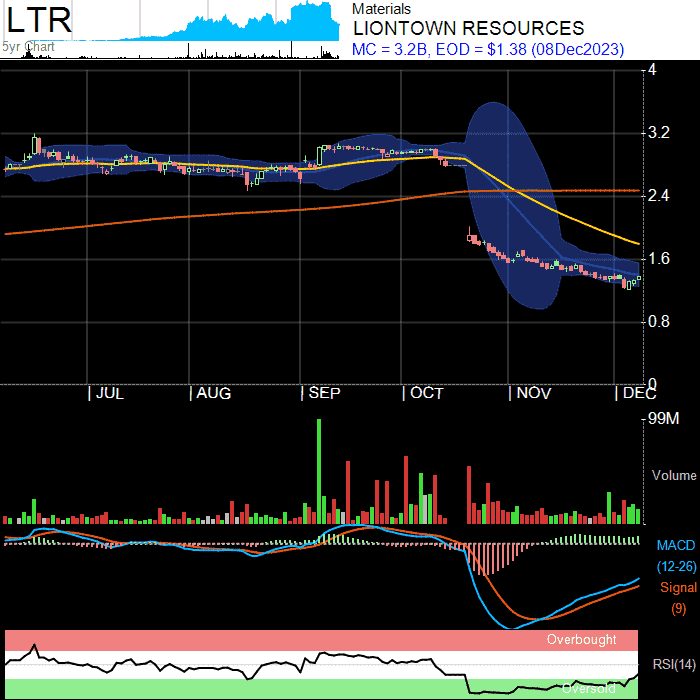 LTR
5yr Chart
Materials
LIONTOWN RESOURCES
MC = 3.2B, EOD = $1.38 (08Dec2023)
4
3.2
2.4
1.6
0.8
0
JUL
AUG
SEP
OCT
NOV
DEC
99M
Volume
MACD
(12-26)
Signal
(9)
Overbought
RSI(14)
Oversold